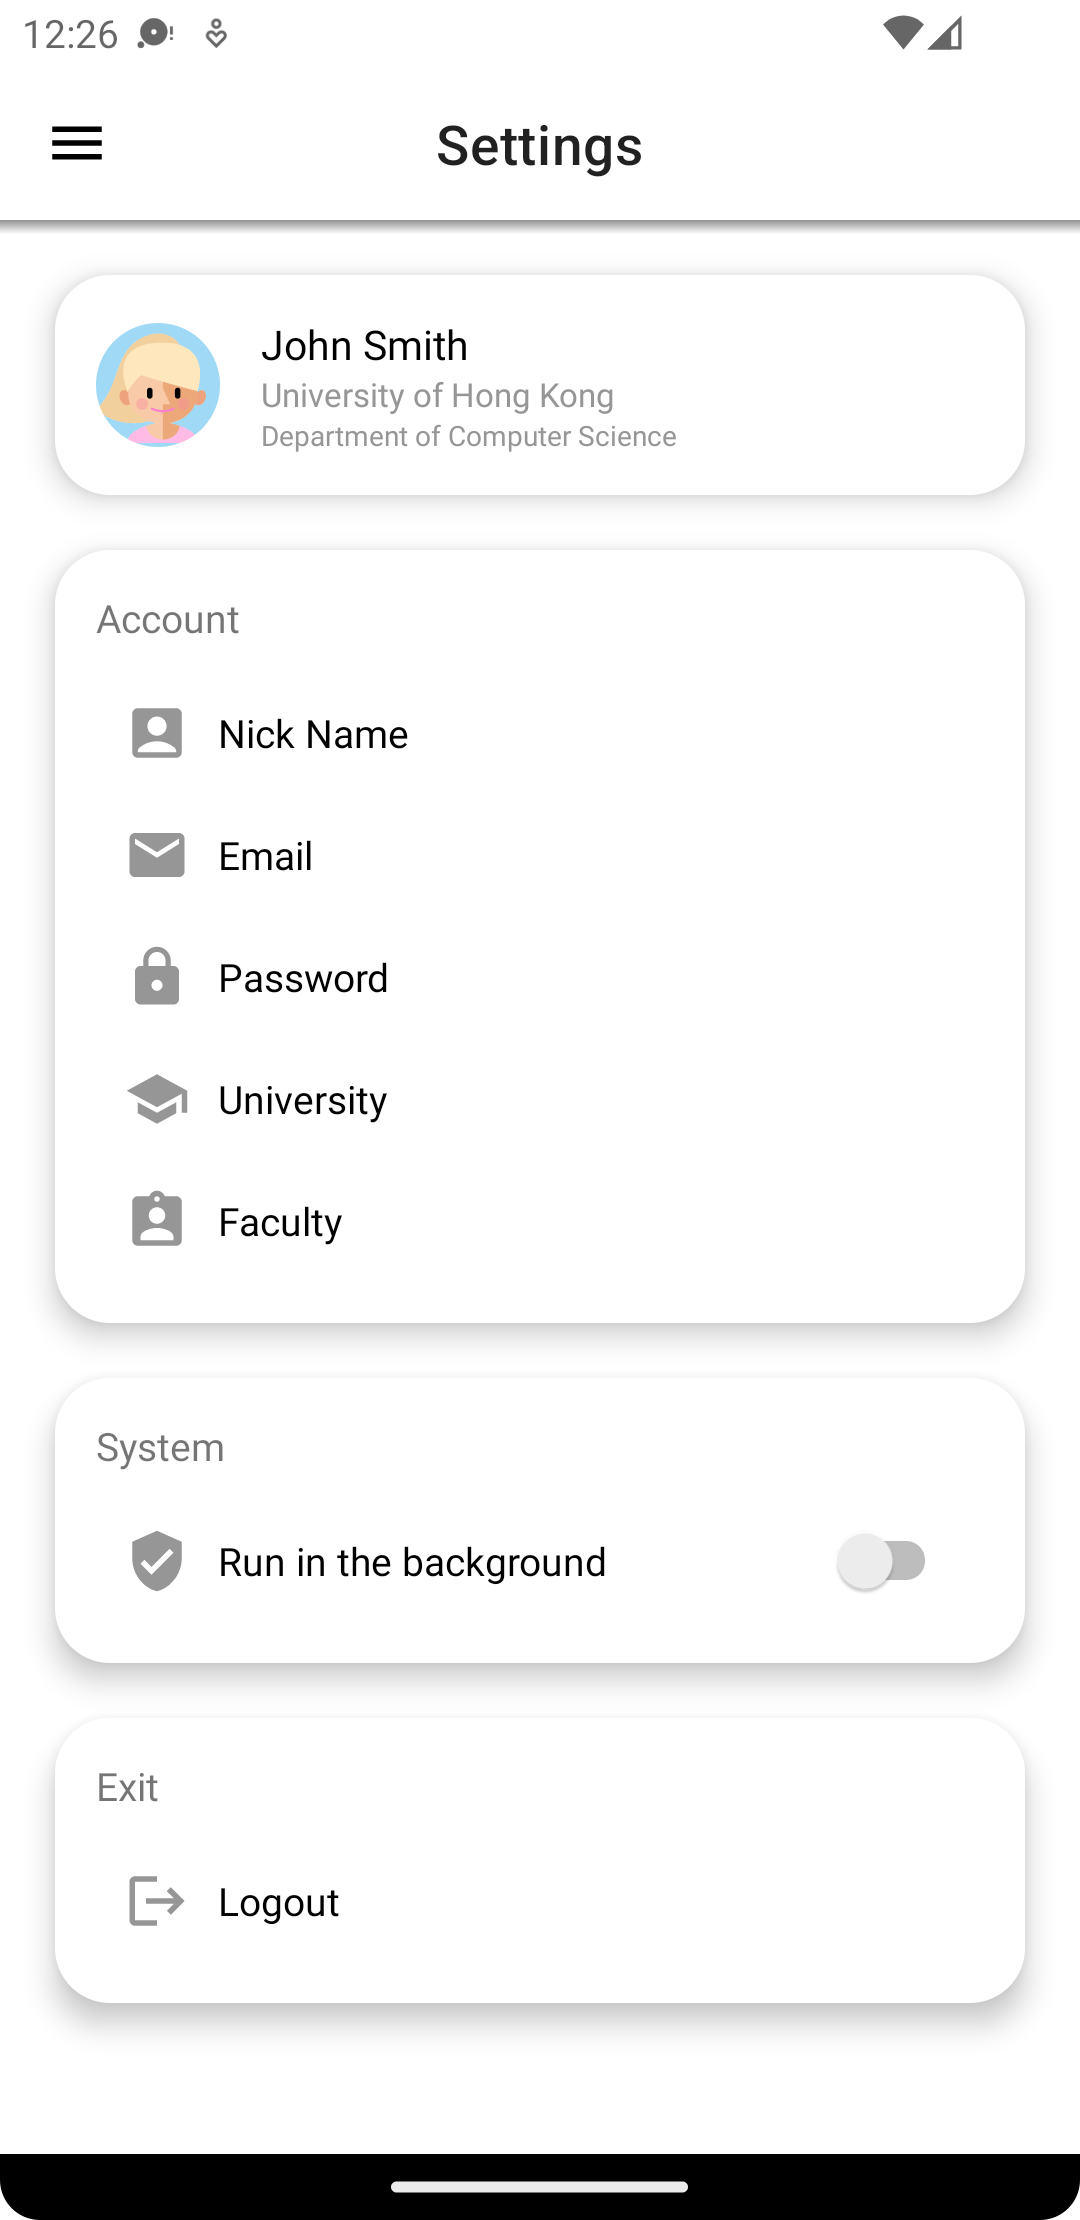 12:26
Settings
John Smith
University of Hong Kong
Department of Computer Science
Account
Nick Name
Email
Password
University
Faculty
System
Run in the background
Exit
Logout